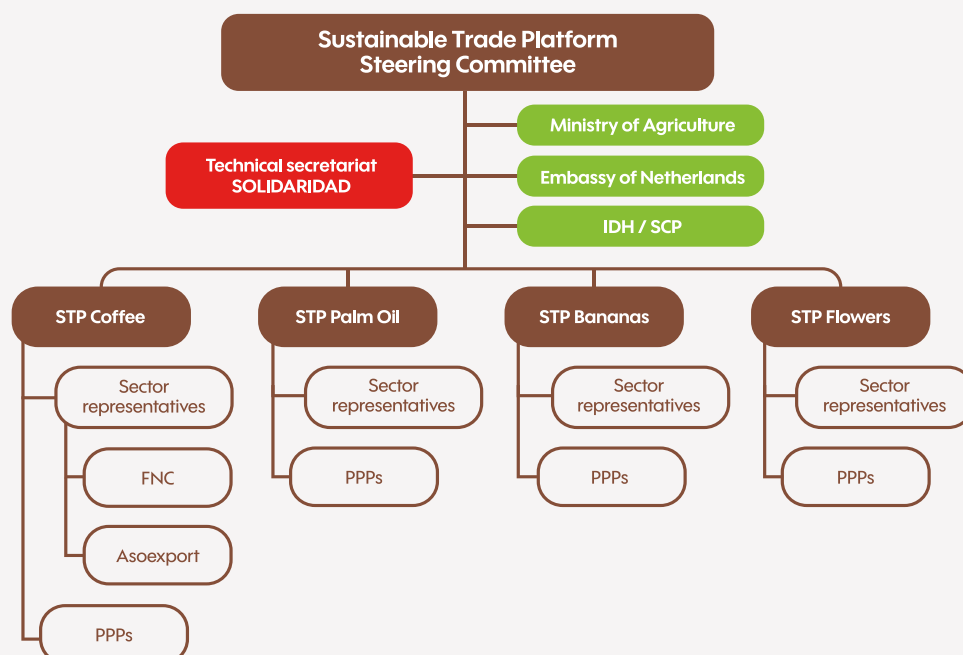 Sustainable Trade Platform
Steering Committee
Ministry of Agriculture
Technical secretariat
SOLIDARIDAD
Embassy of Netherlands
IDH / SCP
STP Coffee
STP Palm Oil
STP Bananas
STP Flowers
Sector
representatives
Sector
representatives
Sector
representatives
Sector
representatives
FNC
PPPs
PPPs
PPPs
Asoexport
PPPs